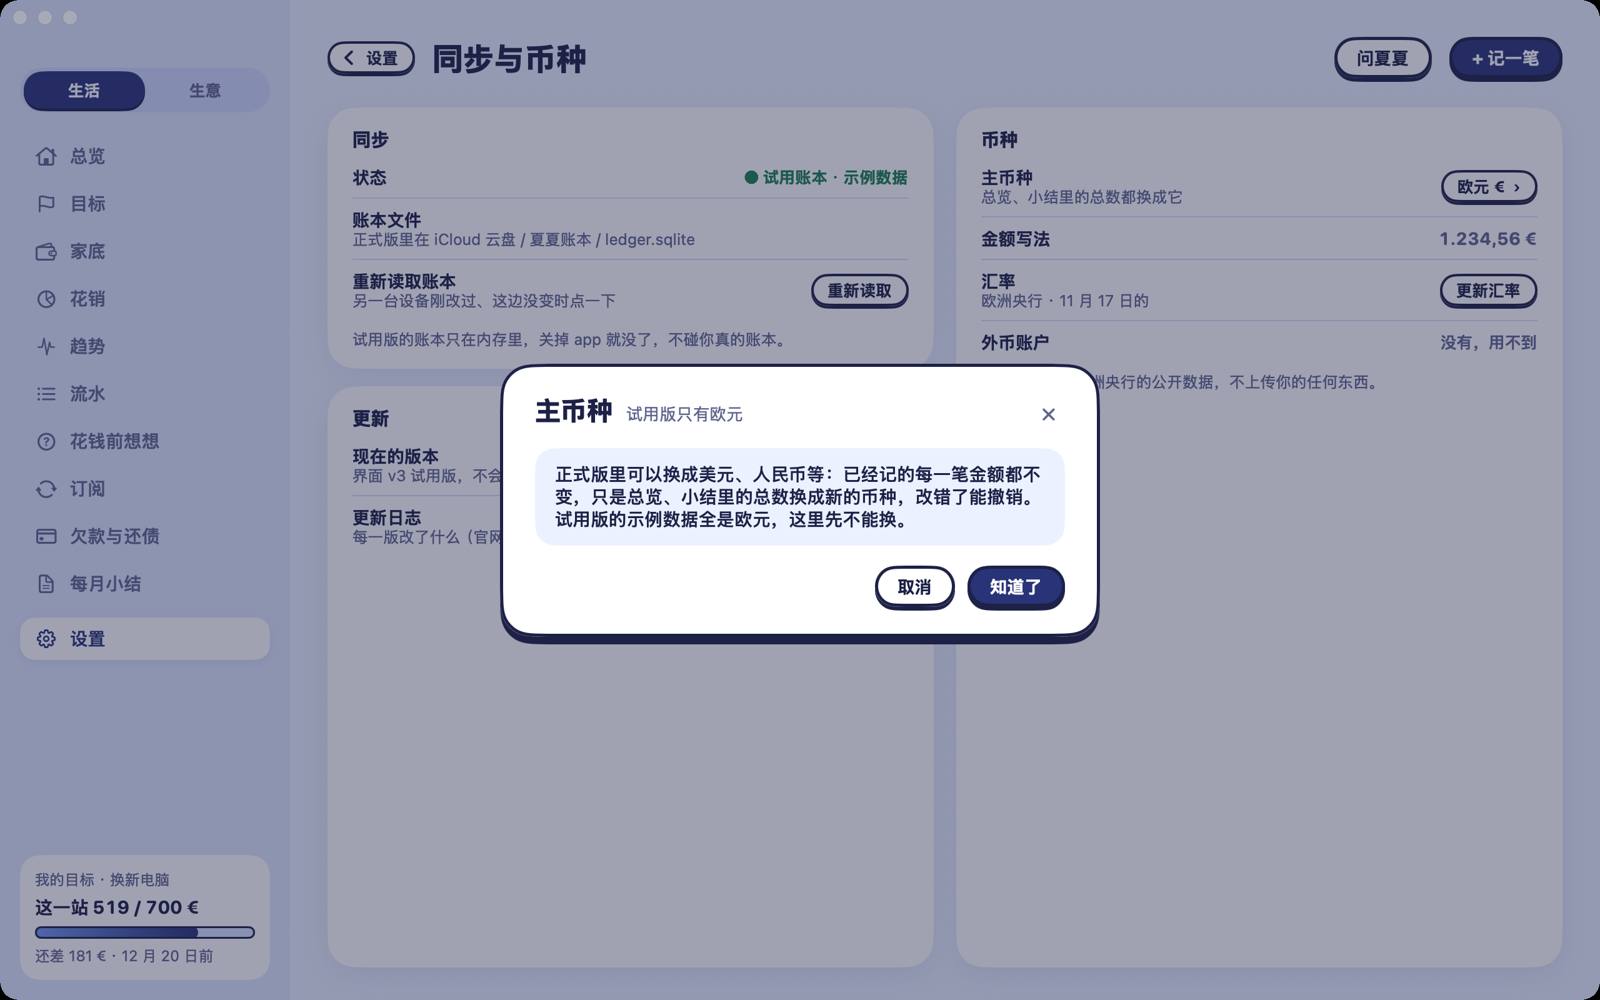 生活
生意
总览
目标
家底
花销
趋势
流水
花钱前想想
订阅
欠款与还债
每月小结
设置
我的目标 · 换新电脑
这一站 519 / 700 €
还差 181 € · 12 月 20 日前
设置
同步与币种
问夏夏
+ 记一笔
同步
状态
试用账本 · 示例数据
账本文件
正式版里在 iCloud 云盘 / 夏夏账本 / ledger.sqlite
重新读取账本
另一台设备刚改过、这边没变时点一下
重新读取
试用版的账本只在内存里，关掉 app 就没了，不碰你真的账本。
更新
现在的版本
界面 v3 试用版，不会
更新日志
每一版改了什么（官网
币种
主币种
总览、小结里的总数都换成它
欧元 € ›
金额写法
1.234,56 €
汇率
欧洲央行 · 11 月 17 日的
更新汇率
外币账户
没有，用不到
洲央行的公开数据，不上传你的任何东西。
主币种
试用版只有欧元
正式版里可以换成美元、人民币等：已经记的每一笔金额都不
变，只是总览、小结里的总数换成新的币种，改错了能撤销。
试用版的示例数据全是欧元，这里先不能换。
取消
知道了